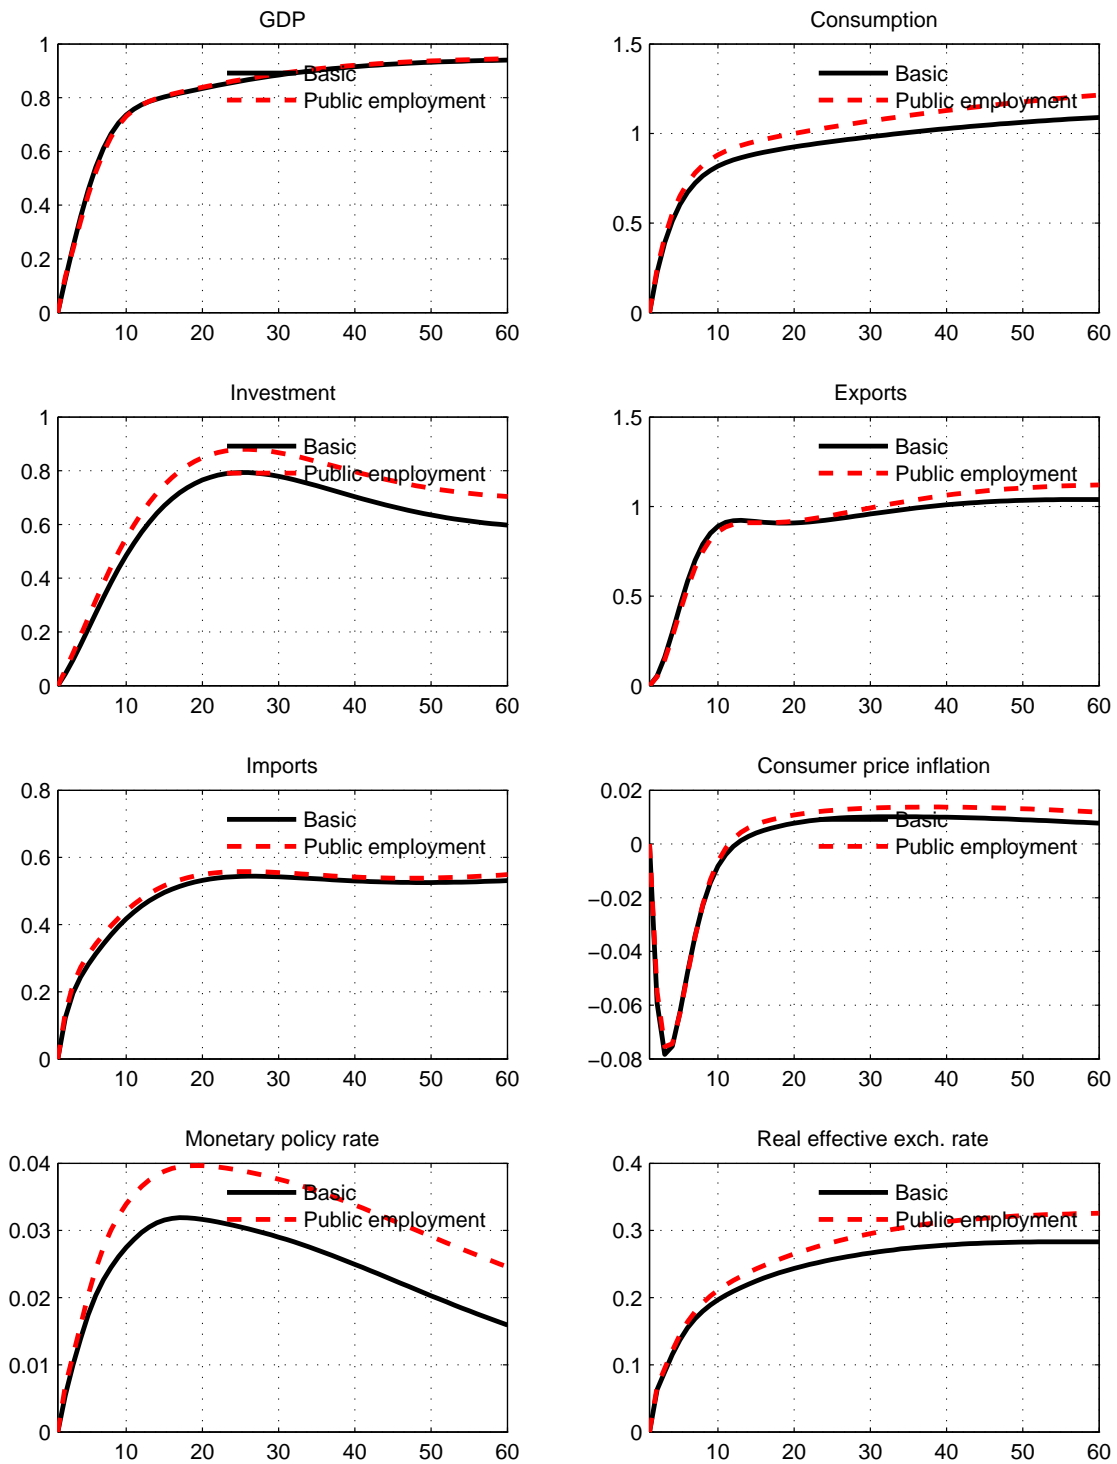 GDP
1
0.8
0.6
0.4
0.2
0
10 20 30 40 50 60
Basic
Public employment
Consumption
1.5
1
0.5
0
10 20 30 40 50 60
Basic
Public employment
Investment
1
0.8
0.6
0.4
0.2
0
10 20 30 40 50 60
Basic
Public employment
Exports
1.5
1
0.5
0
10 20 30 40 50 60
Basic
Public employment
Imports
0.8
0.6
0.4
0.2
0
10 20 30 40 50 60
Basic
Public employment
Consumer price inflation
0.02
0
−0.02
−0.04
−0.06
−0.08
10 20 30 40 50 60
Basic
Public employment
Monetary policy rate
0.04
0.03
0.02
0.01
0
10 20 30 40 50 60
Basic
Public employment
Real effective exch. rate
0.4
0.3
0.2
0.1
0
10 20 30 40 50 60
Basic
Public employment